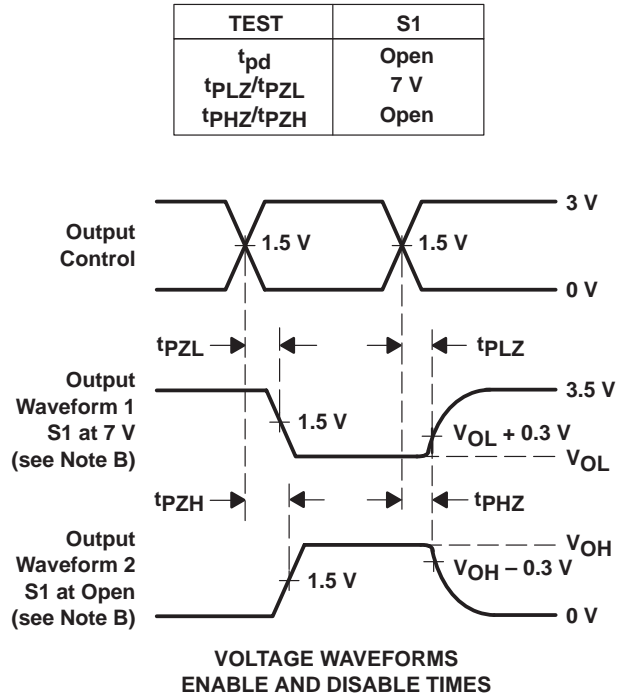 TEST S1
tpd Open
tPLZ/tPZL 7 V
tPHZ/tPZH Open
3 V
Output
Control
1.5 V 1.5 V
0 V
tPZL tPLZ
Output
Waveform 1
S1 at 7 V
(see Note B)
3.5 V
1.5 V
VOL + 0.3 V
VOL
tPZH tPHZ
Output
Waveform 2
S1 at Open
(see Note B)
VOH
VOH – 0.3 V
1.5 V
0 V
VOLTAGE WAVEFORMS
ENABLE AND DISABLE TIMES